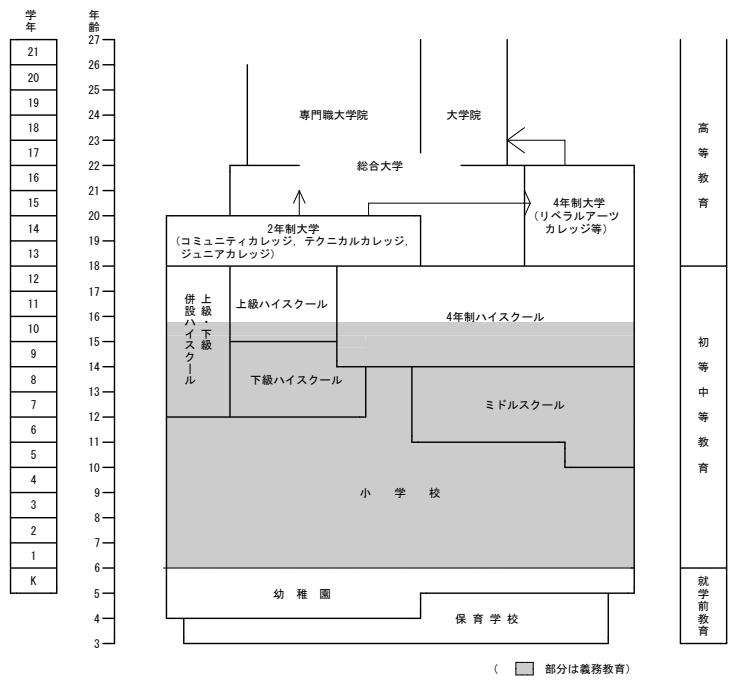 学年
年齢
27
21
26
20
25
19
24
18
23
17
22
16
21
15
20
14
19
13
18
12
17
11
16
10
15
9
14
8
13
7
12
6
11
5
10
4
9
3
8
2
7
1
6
K
5
4
3
専門職大学院
大学院
総合大学
4年制大学
(リベラルアーツ
カレッジ等)
2年制大学
(コミュニティカレッジ, テクニカルカレッジ,
ジュニアカレッジ)
上級・下級
併設ハイスクール
上級ハイスクール
4年制ハイスクール
下級ハイスクール
ミドルスクール
小 学 校
幼 稚 園
保 育 学 校
高等教育
初等中等教育
就学前教育
( 部分は義務教育)